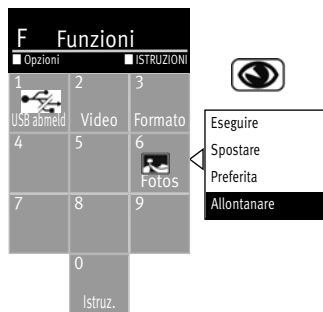 F Funzioni
Opzioni ISTRUZIONI
1 2 3
USB abmeld Video Formato
4 5 6
Fotos
7 8 9
0
Istruz.
Eseguire
Spostare
Preferita
Allontanare